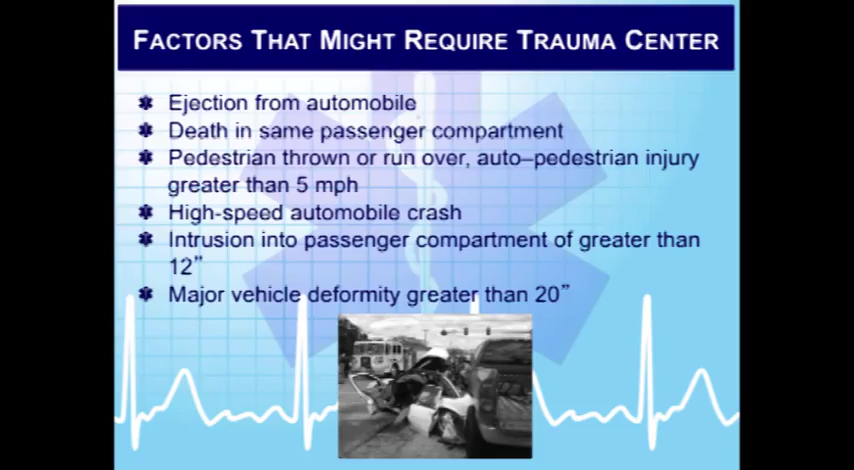 FACTORS THAT MIGHT REQUIRE TRAUMA CENTER
Ejection from automobile
Death in same passenger compartment
Pedestrian thrown or run over, auto–pedestrian injury
greater than 5 mph
High-speed automobile crash
Intrusion into passenger compartment of greater than
12”
Major vehicle deformity greater than 20”